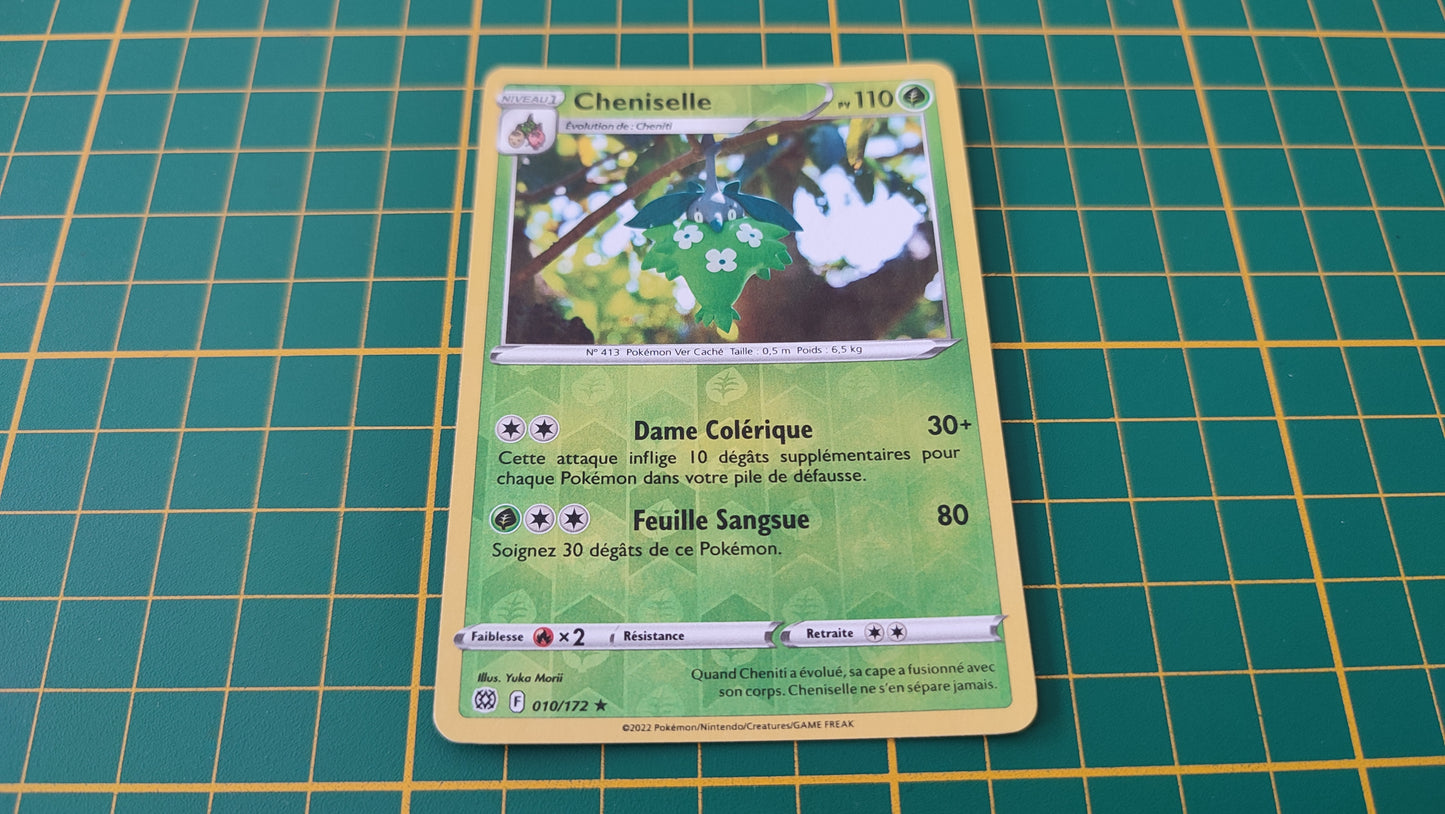 NIVEAU 1 Cheniselle PV 110
Évolution de : Cheniti
N° 413 Pokémon Ver Caché Taille : 0,5 m Poids : 6,5 kg
Dame Colérique 30+
Cette attaque inflige 10 dégâts supplémentaires pour
chaque Pokémon dans votre pile de défausse.
Feuille Sangsue 80
Soignez 30 dégâts de ce Pokémon.
Faiblesse ×2 Résistance Retraite
Illus. Yuka Morii
Quand Cheniti a évolué, sa cape a fusionné avec
son corps. Cheniselle ne s'en sépare jamais.
F 010/172 ★
©2022 Pokémon/Nintendo/Creatures/GAME FREAK